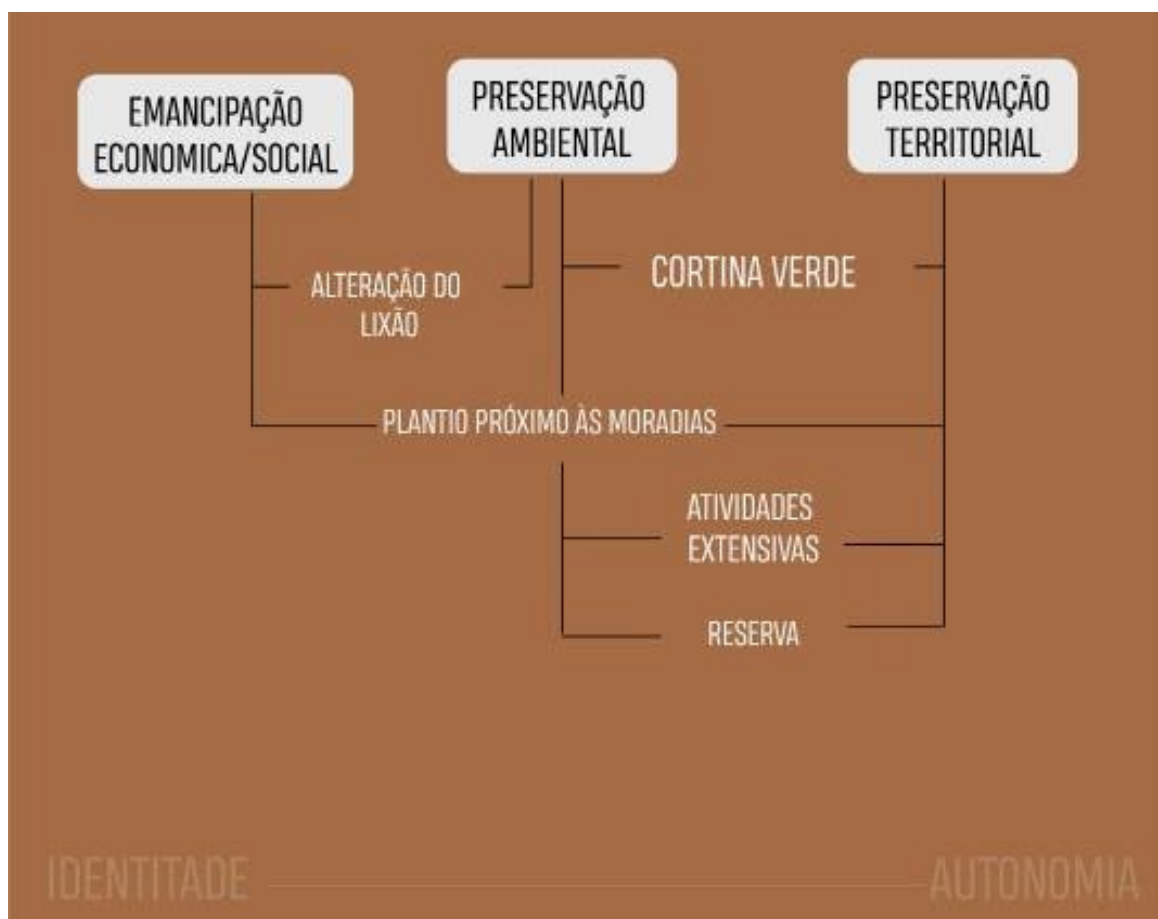 EMANCIPAÇÃO
ECONOMICA/SOCIAL
PRESERVAÇÃO
AMBIENTAL
PRESERVAÇÃO
TERRITORIAL
ALTERAÇÃO DO
LIXÃO
CORTINA VERDE
PLANTIO PRÓXIMO ÀS MORADIAS
ATIVIDADES
EXTENSIVAS
RESERVA
IDENTITADE
AUTONOMIA